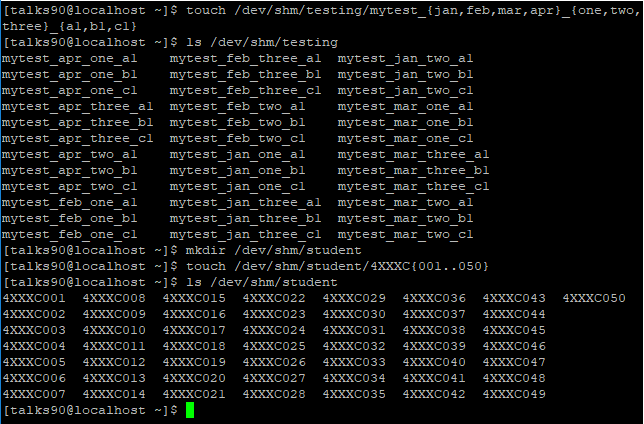 [talks90@localhost ~]$ touch /dev/shm/testing/mytest_{jan,feb,mar,apr}_{one,two,
three}_{a1,b1,c1}
[talks90@localhost ~]$ ls /dev/shm/testing
mytest_apr_one_a1    mytest_feb_three_a1  mytest_jan_two_a1
mytest_apr_one_b1    mytest_feb_three_b1  mytest_jan_two_b1
mytest_apr_one_c1    mytest_feb_three_c1  mytest_jan_two_c1
mytest_apr_three_a1  mytest_feb_two_a1    mytest_mar_one_a1
mytest_apr_three_b1  mytest_feb_two_b1    mytest_mar_one_b1
mytest_apr_three_c1  mytest_feb_two_c1    mytest_mar_one_c1
mytest_apr_two_a1    mytest_jan_one_a1    mytest_mar_three_a1
mytest_apr_two_b1    mytest_jan_one_b1    mytest_mar_three_b1
mytest_apr_two_c1    mytest_jan_one_c1    mytest_mar_three_c1
mytest_feb_one_a1    mytest_jan_three_a1  mytest_mar_two_a1
mytest_feb_one_b1    mytest_jan_three_b1  mytest_mar_two_b1
mytest_feb_one_c1    mytest_jan_three_c1  mytest_mar_two_c1
[talks90@localhost ~]$ mkdir /dev/shm/student
[talks90@localhost ~]$ touch /dev/shm/student/4XXXC{001..050}
[talks90@localhost ~]$ ls /dev/shm/student
4XXXC001  4XXXC008  4XXXC015  4XXXC022  4XXXC029  4XXXC036  4XXXC043  4XXXC050
4XXXC002  4XXXC009  4XXXC016  4XXXC023  4XXXC030  4XXXC037  4XXXC044
4XXXC003  4XXXC010  4XXXC017  4XXXC024  4XXXC031  4XXXC038  4XXXC045
4XXXC004  4XXXC011  4XXXC018  4XXXC025  4XXXC032  4XXXC039  4XXXC046
4XXXC005  4XXXC012  4XXXC019  4XXXC026  4XXXC033  4XXXC040  4XXXC047
4XXXC006  4XXXC013  4XXXC020  4XXXC027  4XXXC034  4XXXC041  4XXXC048
4XXXC007  4XXXC014  4XXXC021  4XXXC028  4XXXC035  4XXXC042  4XXXC049
[talks90@localhost ~]$